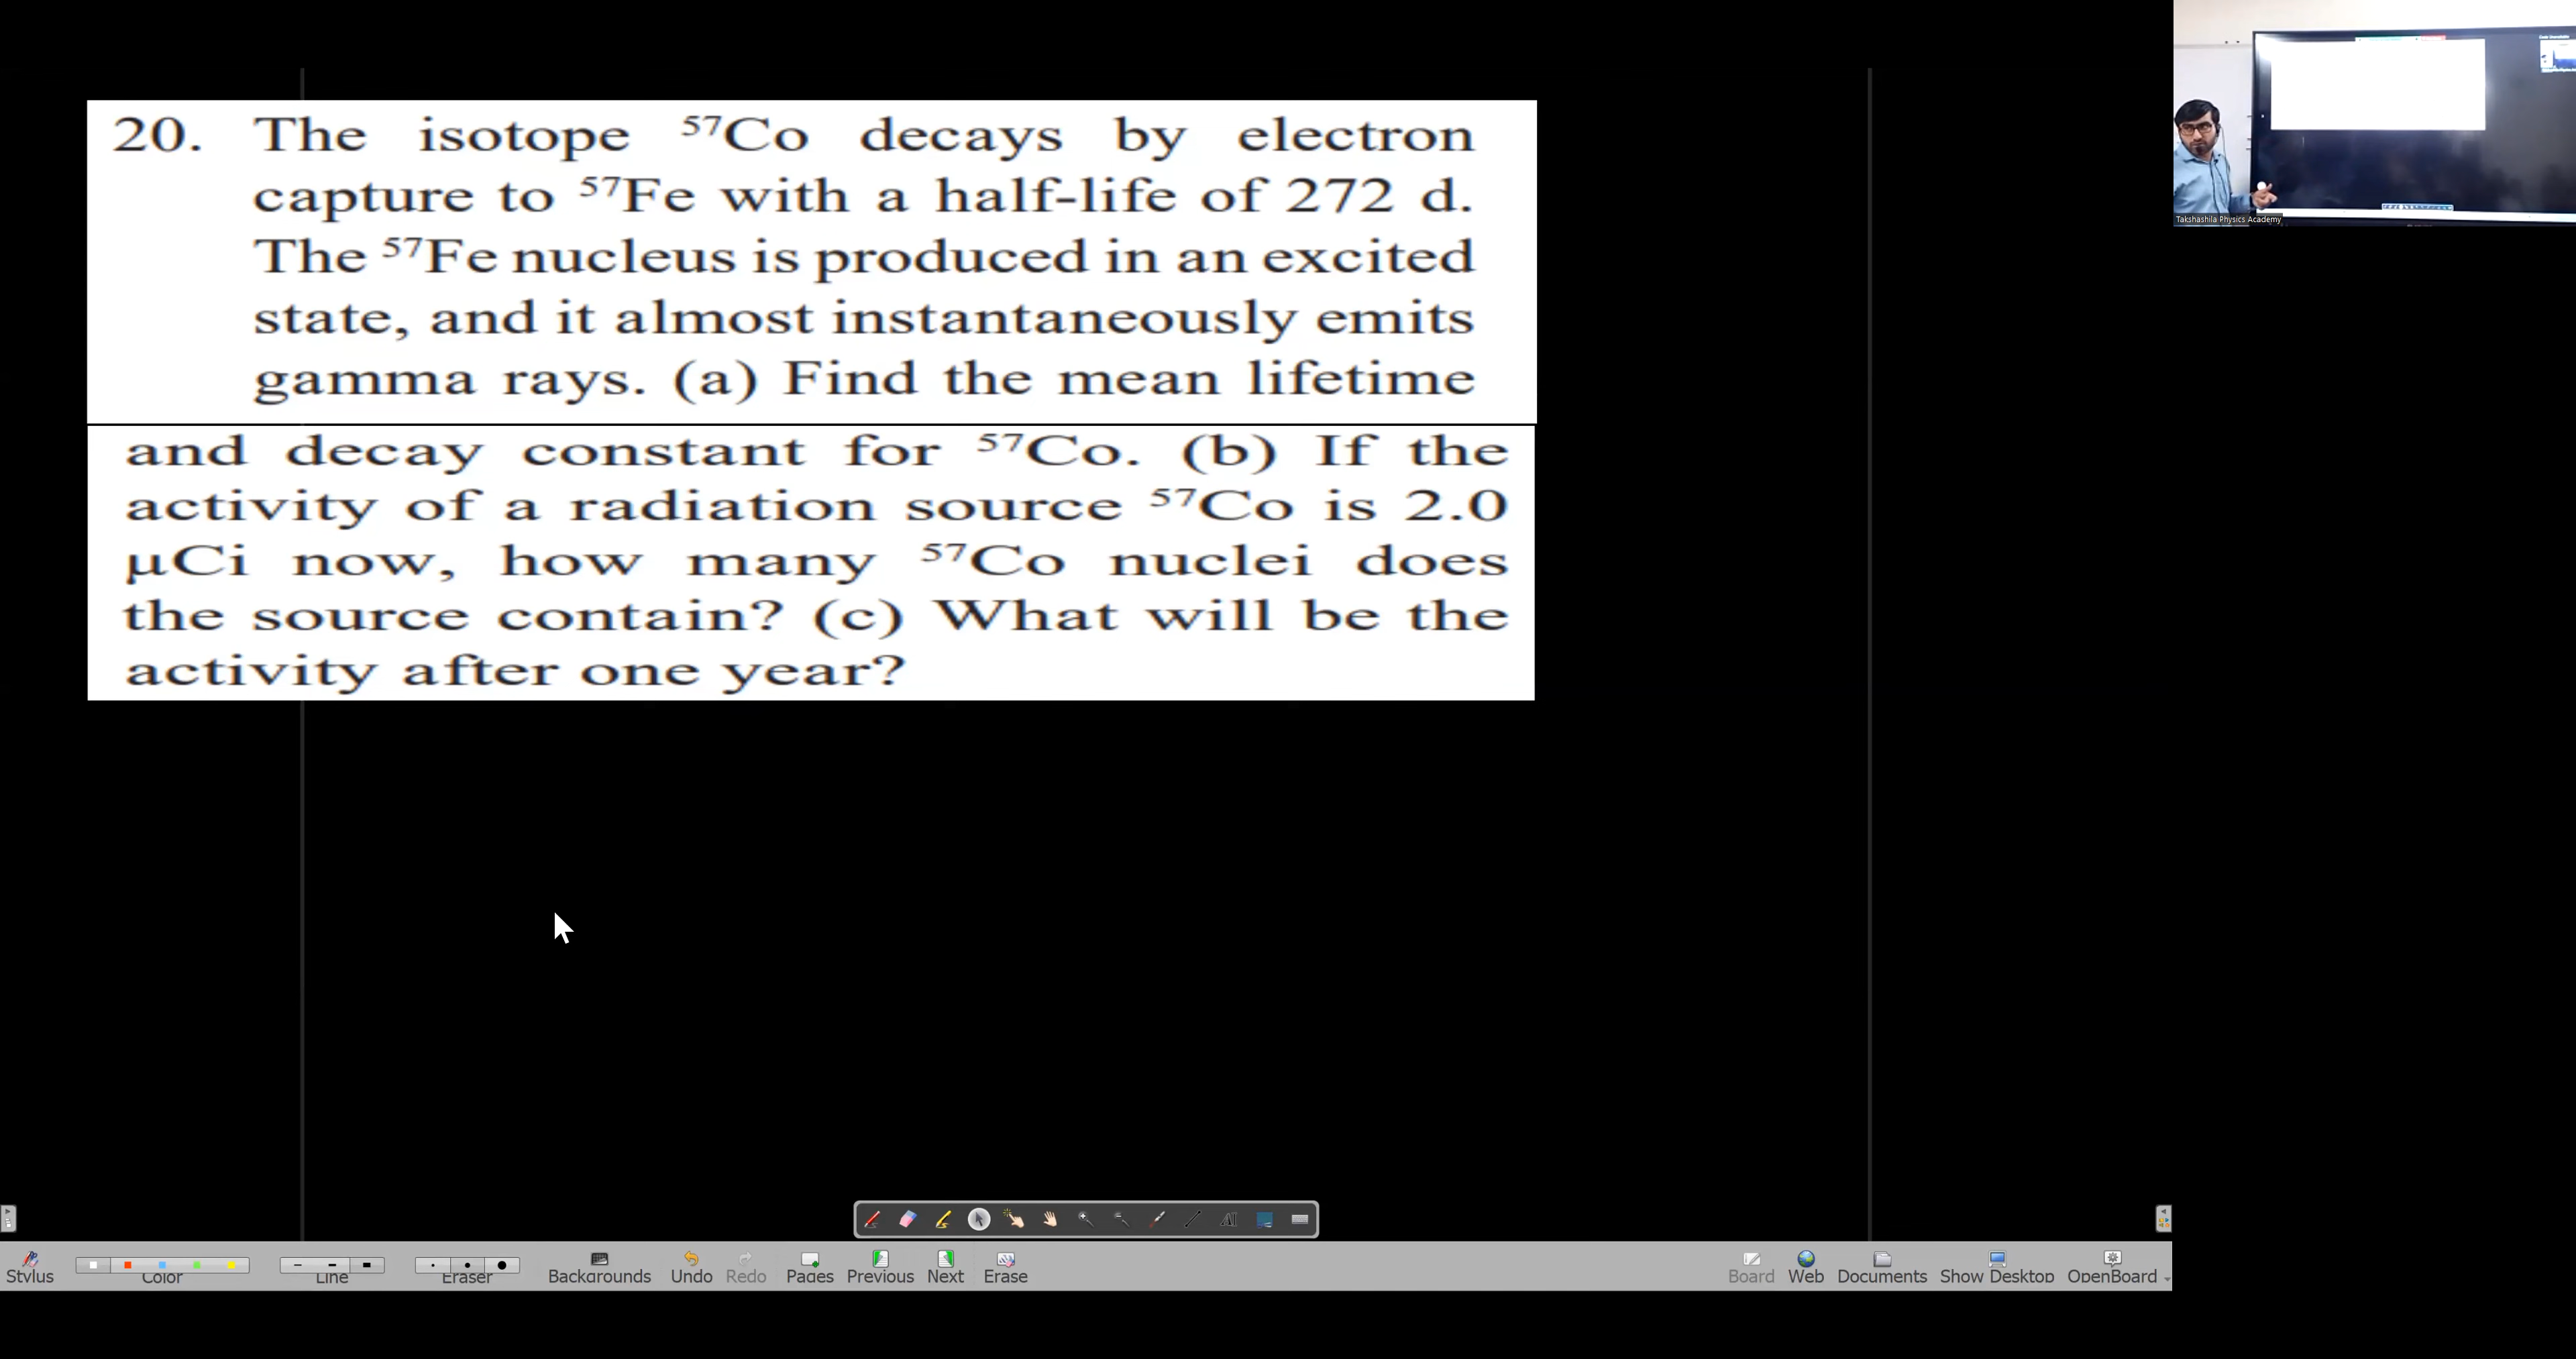 20. The isotope ⁵⁷Co decays by electron
capture to ⁵⁷Fe with a half-life of 272 d.
The ⁵⁷Fe nucleus is produced in an excited
state, and it almost instantaneously emits
gamma rays. (a) Find the mean lifetime
and decay constant for ⁵⁷Co. (b) If the
activity of a radiation source ⁵⁷Co is 2.0
µCi now, how many ⁵⁷Co nuclei does
the source contain? (c) What will be the
activity after one year?
Takshashila Physics Academy
Stylus Color Line Eraser Backgrounds Undo Redo Pages Previous Next Erase Board Web Documents Show Desktop OpenBoard